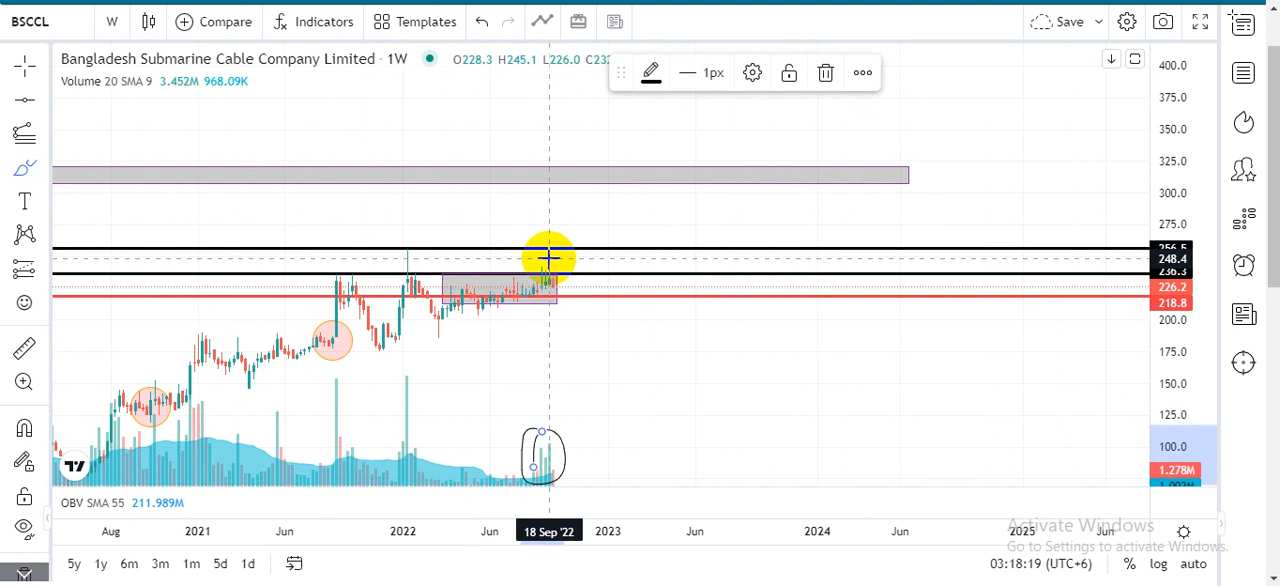 BSCCL W Compare Indicators Templates Save
Bangladesh Submarine Cable Company Limited · 1W O228.3 H245.1 L226.0
Volume 20 SMA 9 3.452M 968.09K
1px
400.0
375.0
350.0
325.0
300.0
275.0
256.5
248.4
236.3
226.2
218.8
200.0
175.0
150.0
125.0
100.0
1.278M
OBV SMA 55 211.989M
Aug 2021 Jun 2022 Jun 18 Sep '22 2023 Jun 2024 Jun 2025 Jun
Activate Windows
Go to Settings to activate Windows.
5y 1y 6m 3m 1m 5d 1d 03:18:19 (UTC+6) % log auto